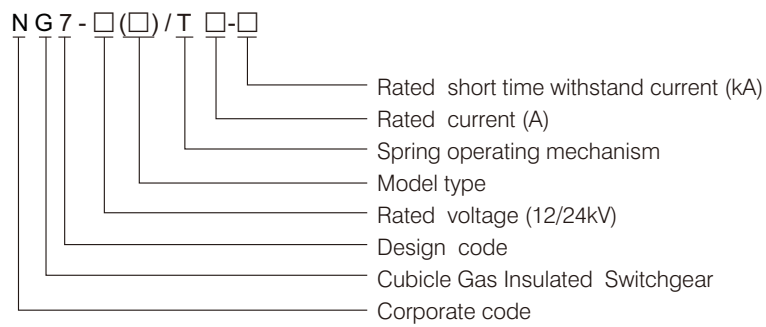 NG7-□(□)/T □-□
Rated short time withstand current (kA)
Rated current (A)
Spring operating mechanism
Model type
Rated voltage (12/24kV)
Design code
Cubicle Gas Insulated Switchgear
Corporate code